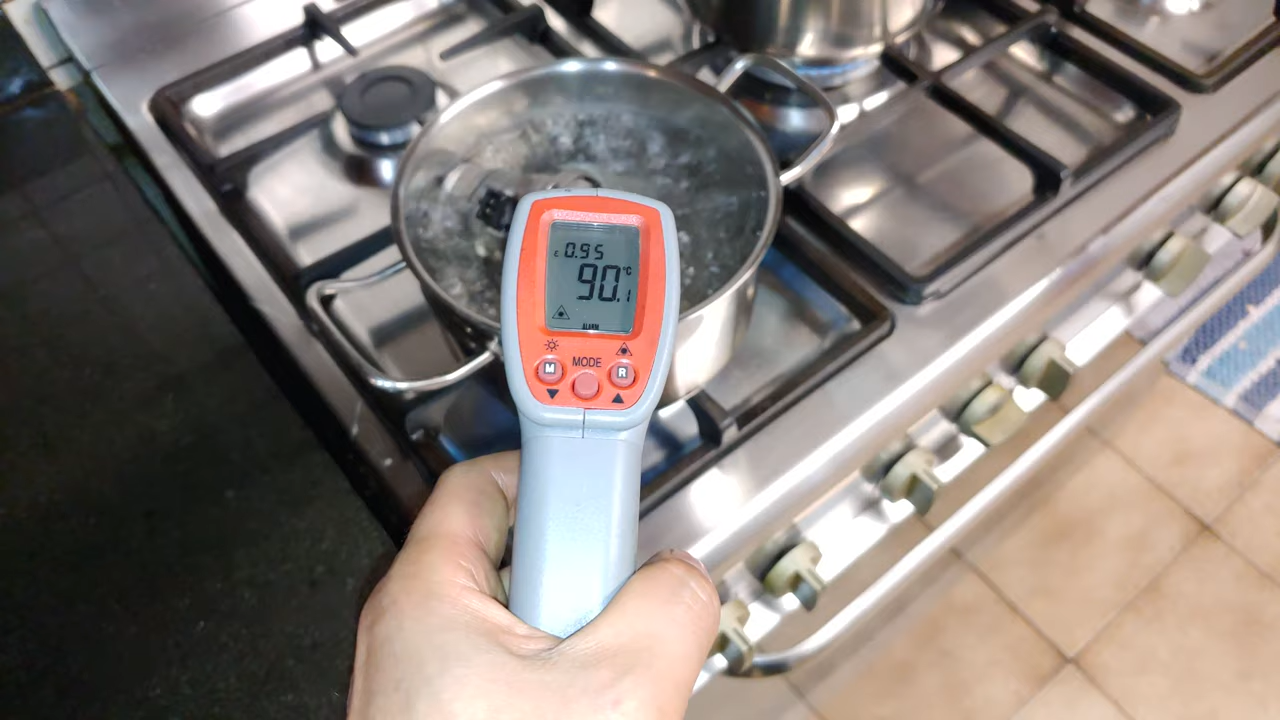 ε 0.95
90.1 °C
ALARM
MODE
M
R